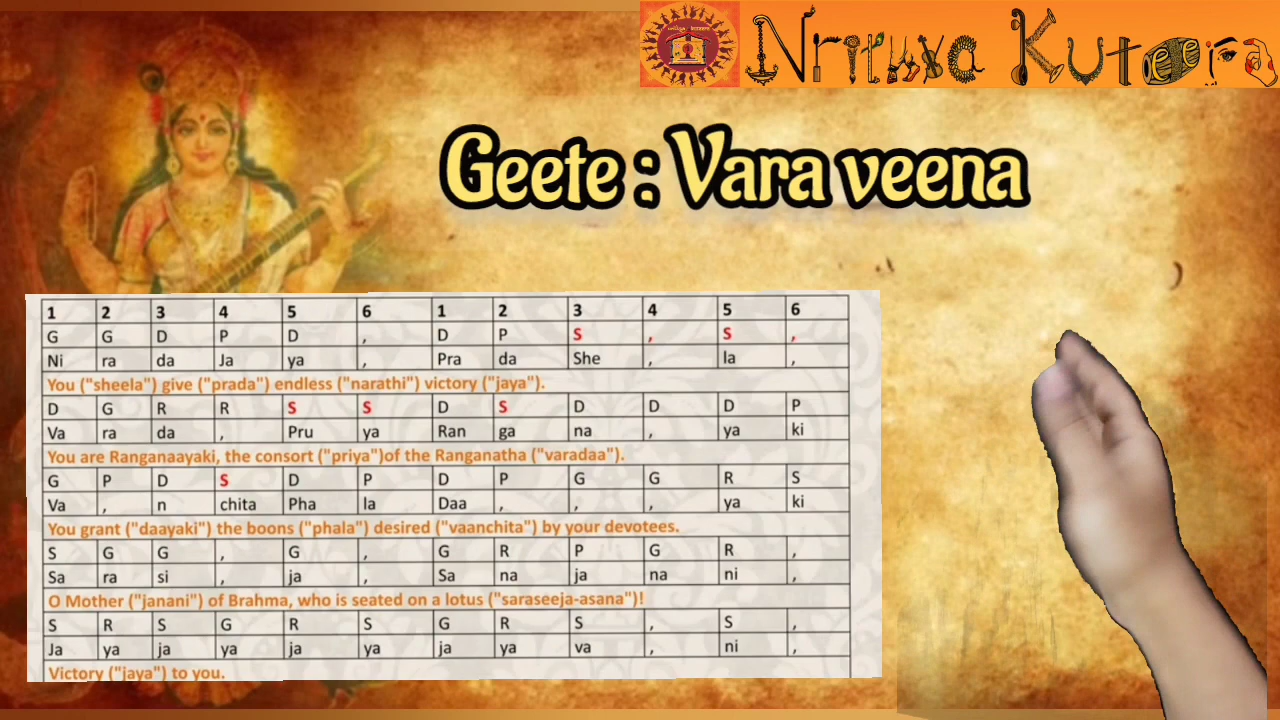 Nrituya Kuteera
Geete : Vara veena
1 2 3 4 5 6 1 2 3 4 5 6
G G D P D , D P S , S ,
Ni ra da Ja ya , Pra da She , la ,
You ("sheela") give ("prada") endless ("narathi") victory ("jaya").
D G R R S S D S D D D P
Va ra da , Pru ya Ran ga na , ya ki
You are Ranganaayaki, the consort ("priya")of the Ranganatha ("varadaa").
G P D S D P D P G G R S
Va , n chita Pha la Daa , , , ya ki
You grant ("daayaki") the boons ("phala") desired ("vaanchita") by your devotees.
S G G , G , G R P G R ,
Sa ra si , ja , Sa na ja na ni ,
O Mother ("janani") of Brahma, who is seated on a lotus ("saraseeja-asana")!
S R S G R S G R S , S ,
Ja ya ja ya ja ya ja ya va , ni ,
Victory ("jaya") to you.